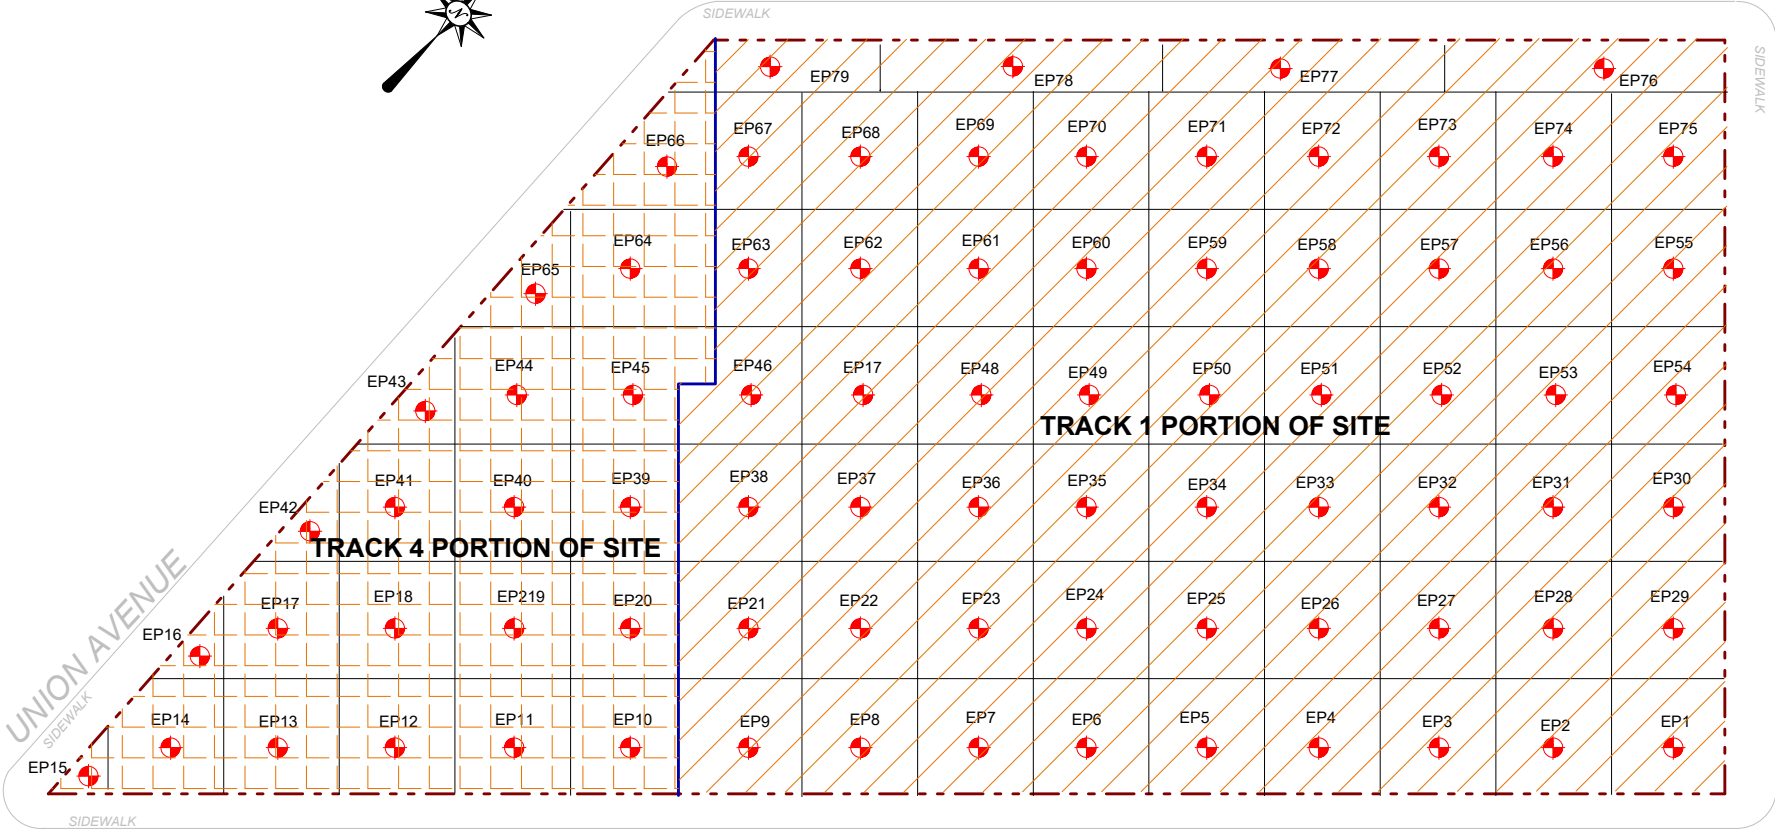 N
SIDEWALK
SIDEWALK
EP79 EP78 EP77 EP76
EP66 EP67 EP68 EP69 EP70 EP71 EP72 EP73 EP74 EP75
EP65 EP64 EP63 EP62 EP61 EP60 EP59 EP58 EP57 EP56 EP55
EP43 EP44 EP45 EP46 EP17 EP48 EP49 EP50 EP51 EP52 EP53 EP54
TRACK 1 PORTION OF SITE
EP42 EP41 EP40 EP39 EP38 EP37 EP36 EP35 EP34 EP33 EP32 EP31 EP30
TRACK 4 PORTION OF SITE
UNION AVENUE
SIDEWALK
EP16 EP17 EP18 EP219 EP20 EP21 EP22 EP23 EP24 EP25 EP26 EP27 EP28 EP29
EP15 EP14 EP13 EP12 EP11 EP10 EP9 EP8 EP7 EP6 EP5 EP4 EP3 EP2 EP1
SIDEWALK